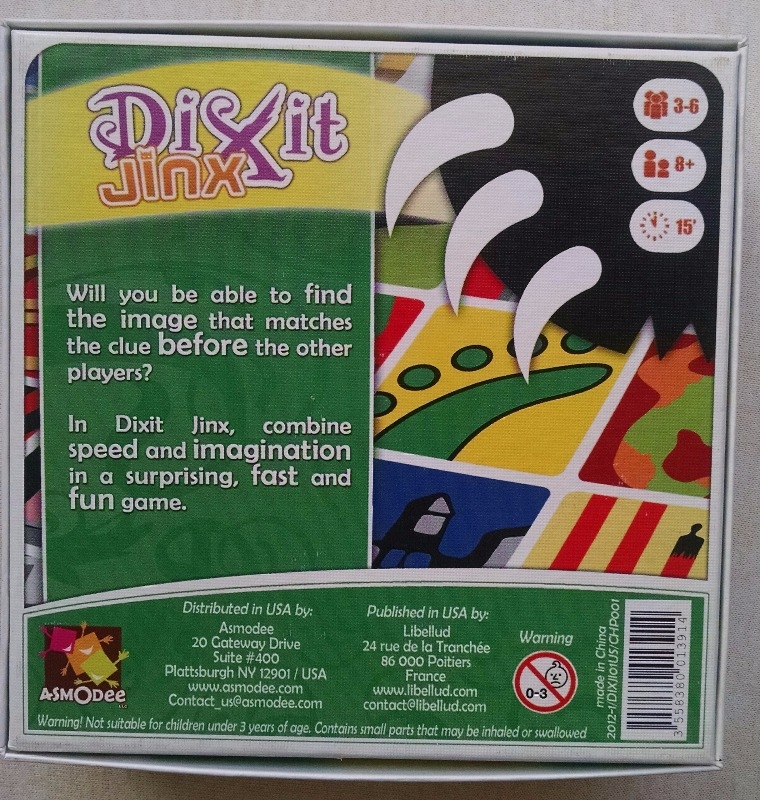 Dixit
Jinx
3-6
8+
15'
Will you be able to find
the image that matches
the clue before the other
players?
In Dixit Jinx, combine
speed and imagination
in a surprising, fast and
fun game.
Distributed in USA by:
Asmodee
20 Gateway Drive
Suite #400
Plattsburgh NY 12901 / USA
www.asmodee.com
Contact_us@asmodee.com
Published in USA by:
Libellud
24 rue de la Tranchée
86 000 Poitiers
France
www.libellud.com
contact@libellud.com
Warning
0-3
made in China
2012-1/DIXJI01US/CHP001
3 558380 013914
ASMODEE
LLC
Warning! Not suitable for children under 3 years of age. Contains small parts that may be inhaled or swallowed